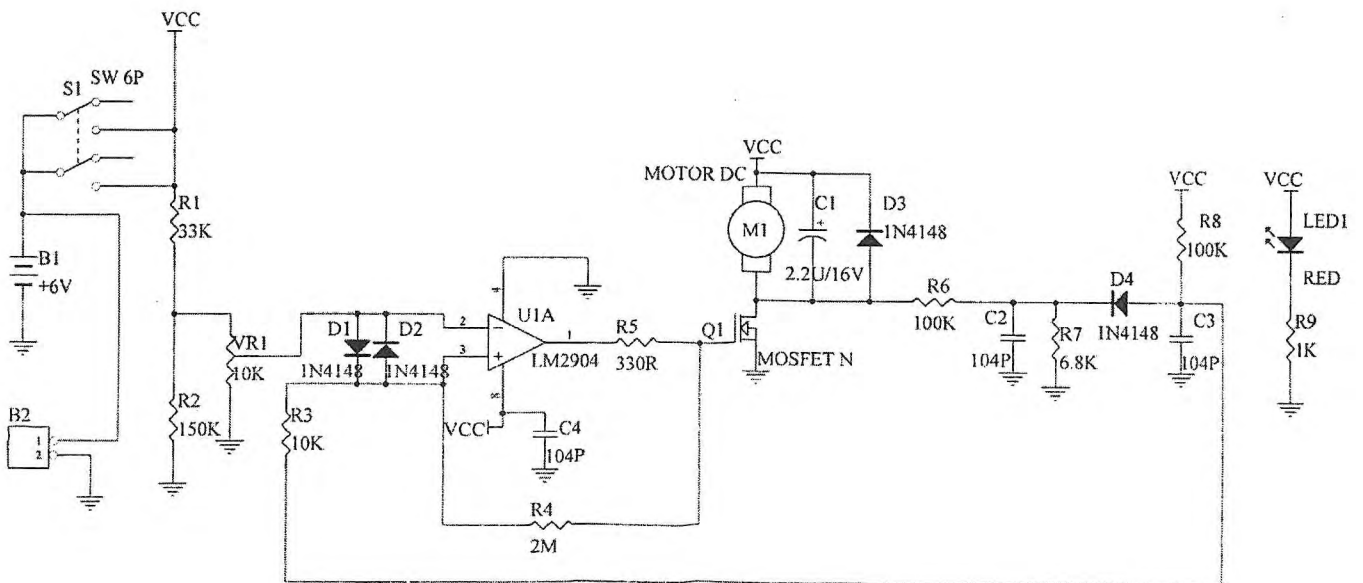 VCC
SW 6P
S1
R1
33K
B1
+6V
R2
150K
B2
1
2
VR1
10K
D1
1N4148
D2
1N4148
R3
10K
2
3
4
8
1
U1A
LM2904
VCC
C4
104P
R5
330R
R4
2M
Q1
MOSFET N
VCC
MOTOR DC
M1
C1
+
2.2U/16V
D3
1N4148
R6
100K
C2
104P
R7
6.8K
D4
1N4148
VCC
R8
100K
C3
104P
VCC
LED1
RED
R9
1K